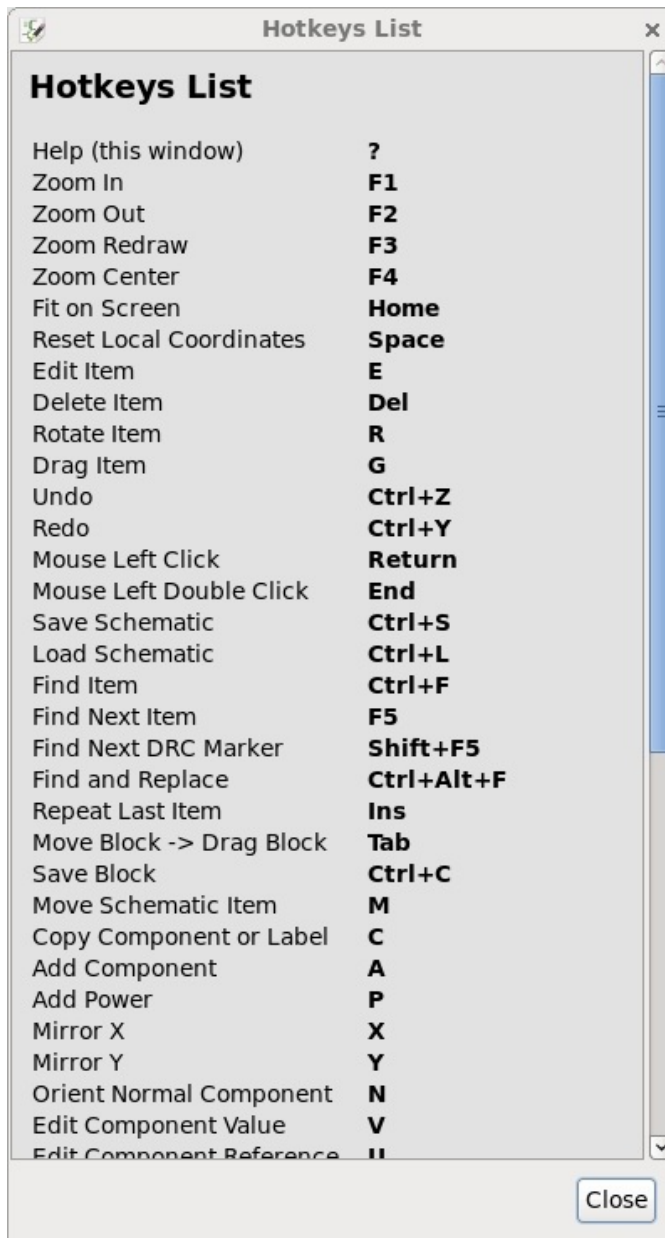 Hotkeys List
Hotkeys List
Help (this window) ?
Zoom In F1
Zoom Out F2
Zoom Redraw F3
Zoom Center F4
Fit on Screen Home
Reset Local Coordinates Space
Edit Item E
Delete Item Del
Rotate Item R
Drag Item G
Undo Ctrl+Z
Redo Ctrl+Y
Mouse Left Click Return
Mouse Left Double Click End
Save Schematic Ctrl+S
Load Schematic Ctrl+L
Find Item Ctrl+F
Find Next Item F5
Find Next DRC Marker Shift+F5
Find and Replace Ctrl+Alt+F
Repeat Last Item Ins
Move Block -> Drag Block Tab
Save Block Ctrl+C
Move Schematic Item M
Copy Component or Label C
Add Component A
Add Power P
Mirror X X
Mirror Y Y
Orient Normal Component N
Edit Component Value V
Edit Component Reference U
Close